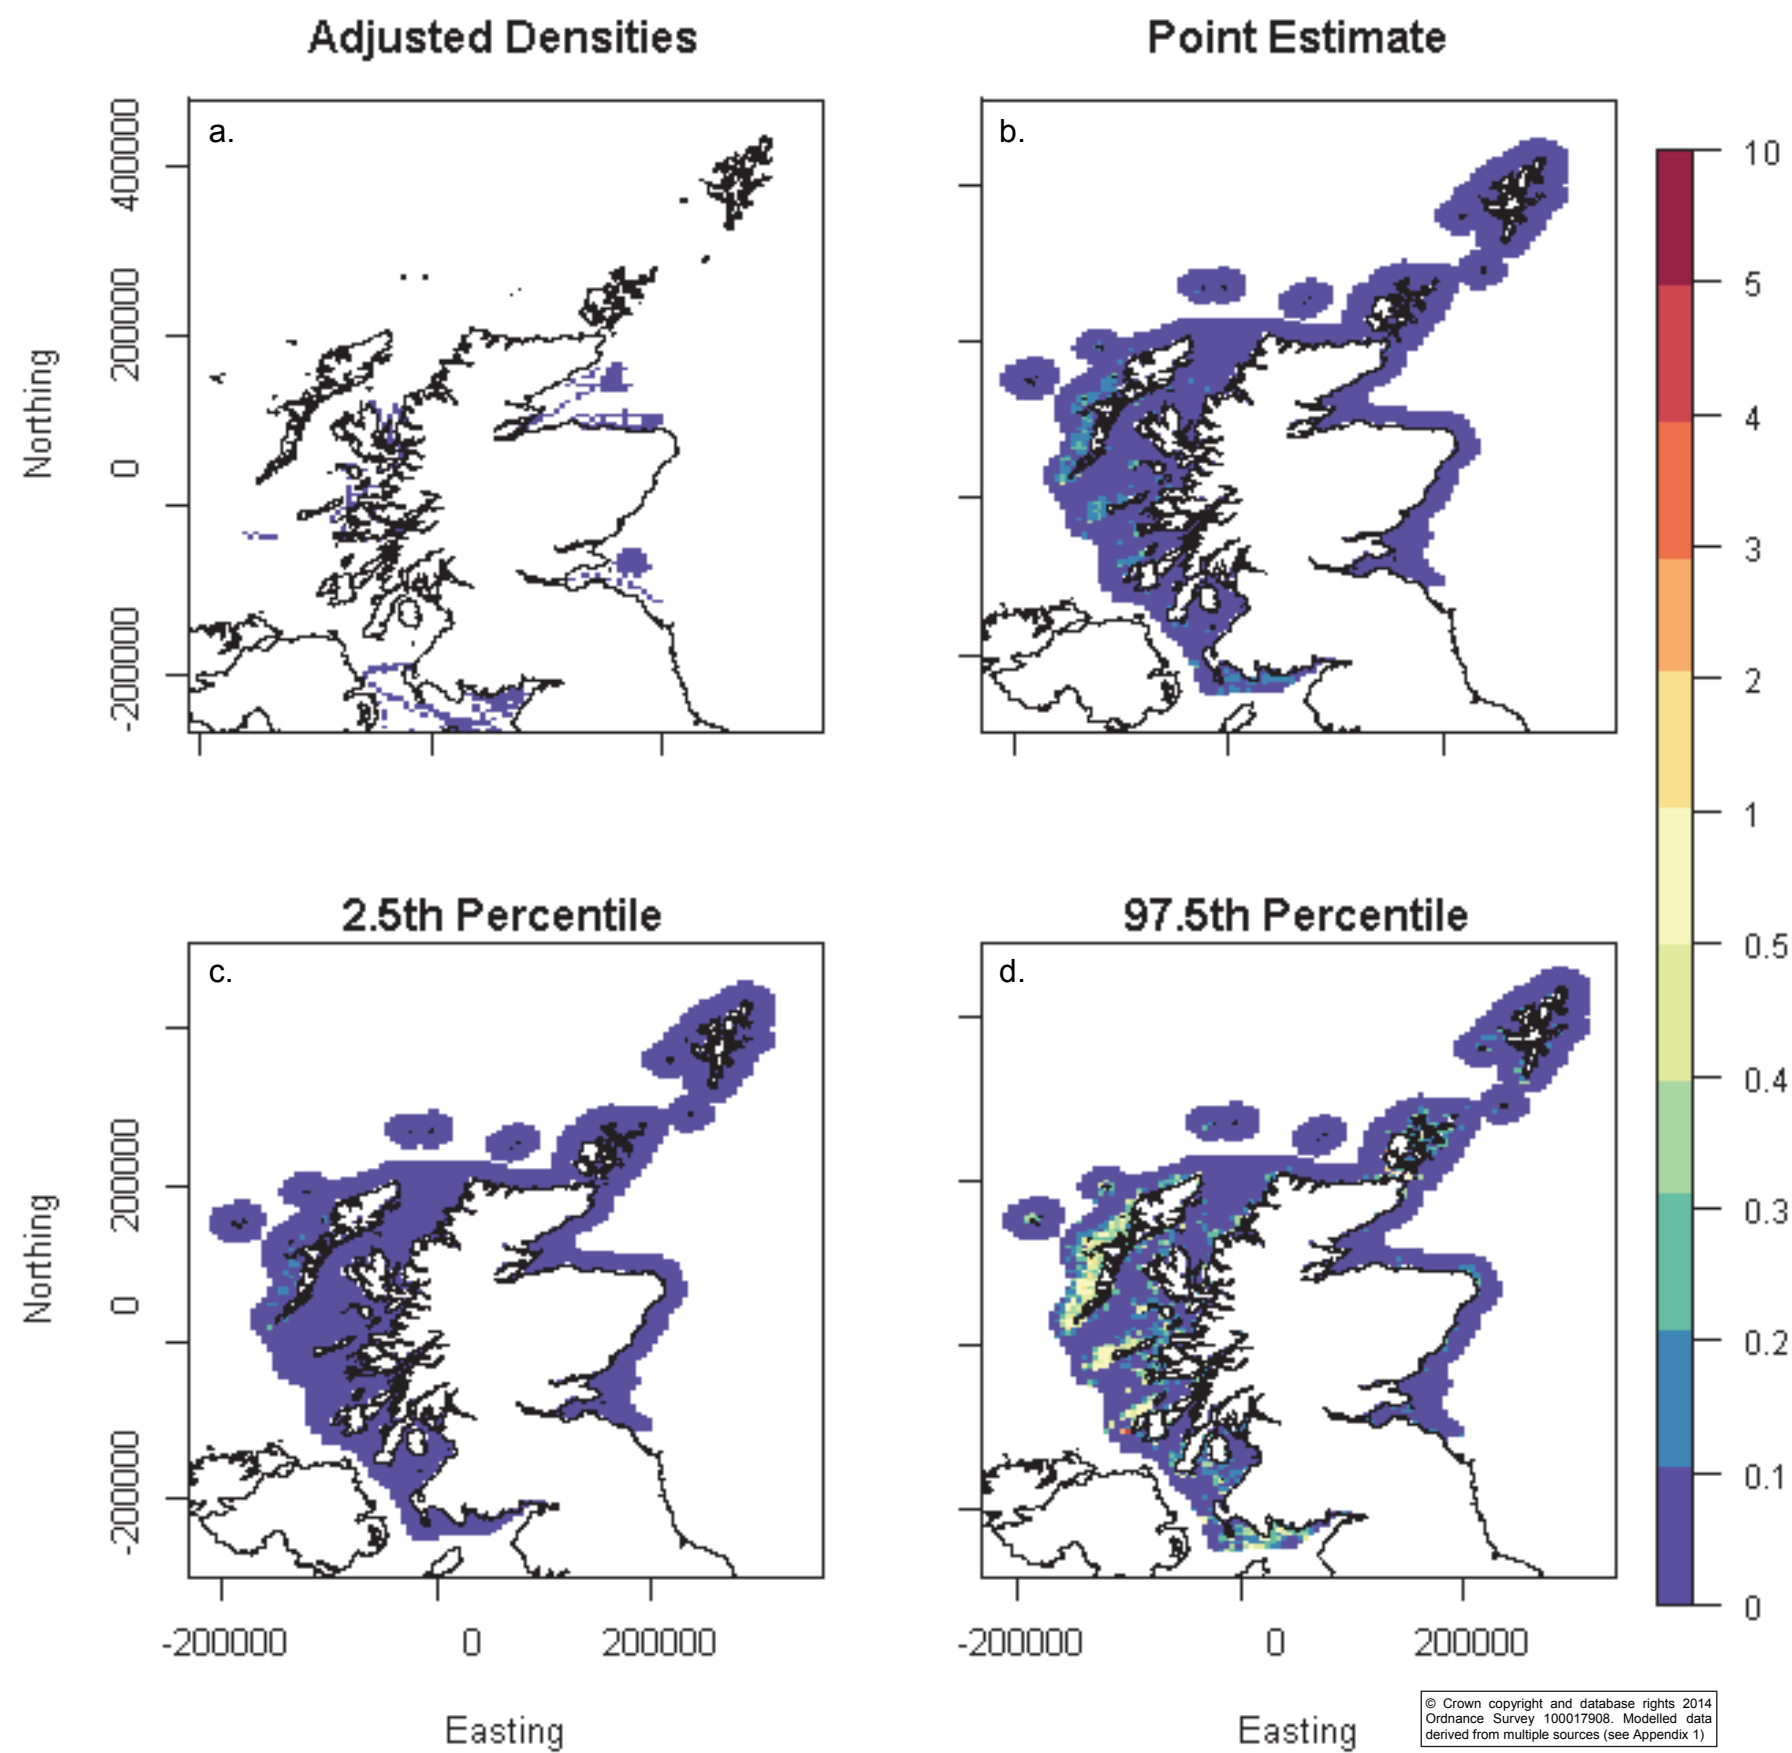 Adjusted Densities
Point Estimate
a.
b.
Northing
400000
200000
0
-200000
10
5
4
3
2
1
0.5
0.4
0.3
0.2
0.1
0
2.5th Percentile
97.5th Percentile
c.
d.
Northing
200000
0
-200000
-200000 0 200000
-200000 0 200000
Easting
Easting
© Crown copyright and database rights 2014
Ordnance Survey 100017908. Modelled data
derived from multiple sources (see Appendix 1)